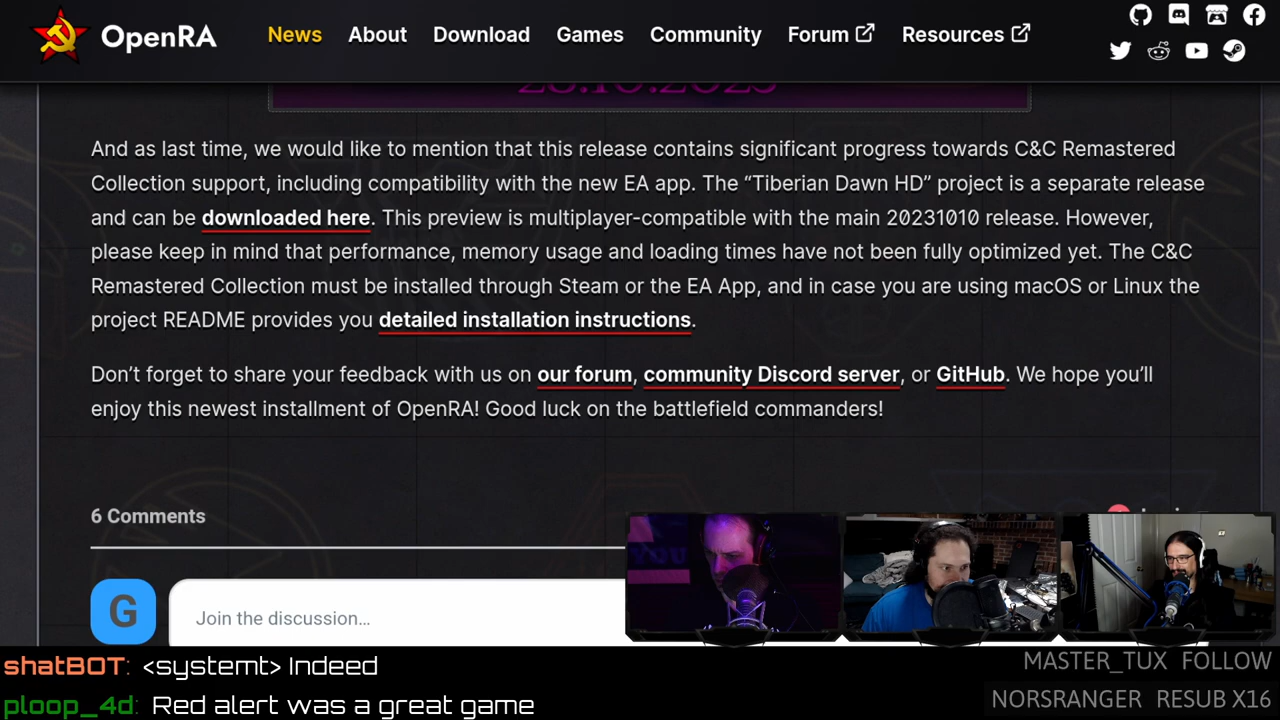 OpenRA News About Download Games Community Forum Resources
28.10.2023
And as last time, we would like to mention that this release contains significant progress towards C&C Remastered
Collection support, including compatibility with the new EA app. The “Tiberian Dawn HD” project is a separate release
and can be downloaded here. This preview is multiplayer-compatible with the main 20231010 release. However,
please keep in mind that performance, memory usage and loading times have not been fully optimized yet. The C&C
Remastered Collection must be installed through Steam or the EA App, and in case you are using macOS or Linux the
project README provides you detailed installation instructions.
Don’t forget to share your feedback with us on our forum, community Discord server, or GitHub. We hope you’ll
enjoy this newest installment of OpenRA! Good luck on the battlefield commanders!
6 Comments
G
Join the discussion…
shatBOT: <systemt> Indeed
MASTER_TUX FOLLOW
ploop_4d: Red alert was a great game
NORSRANGER RESUB X16